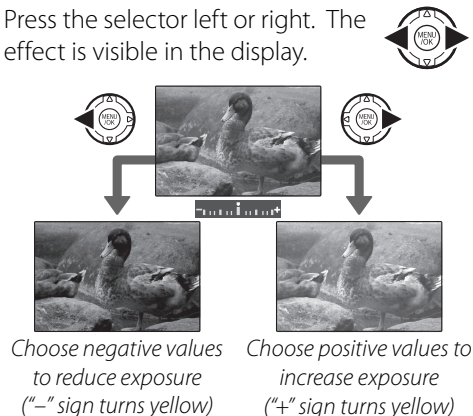 Press the selector left or right. The
effect is visible in the display.
MENU
/OK
MENU
/OK
MENU
/OK
– +
Choose negative values
to reduce exposure
(“–” sign turns yellow)
Choose positive values to
increase exposure
(“+” sign turns yellow)